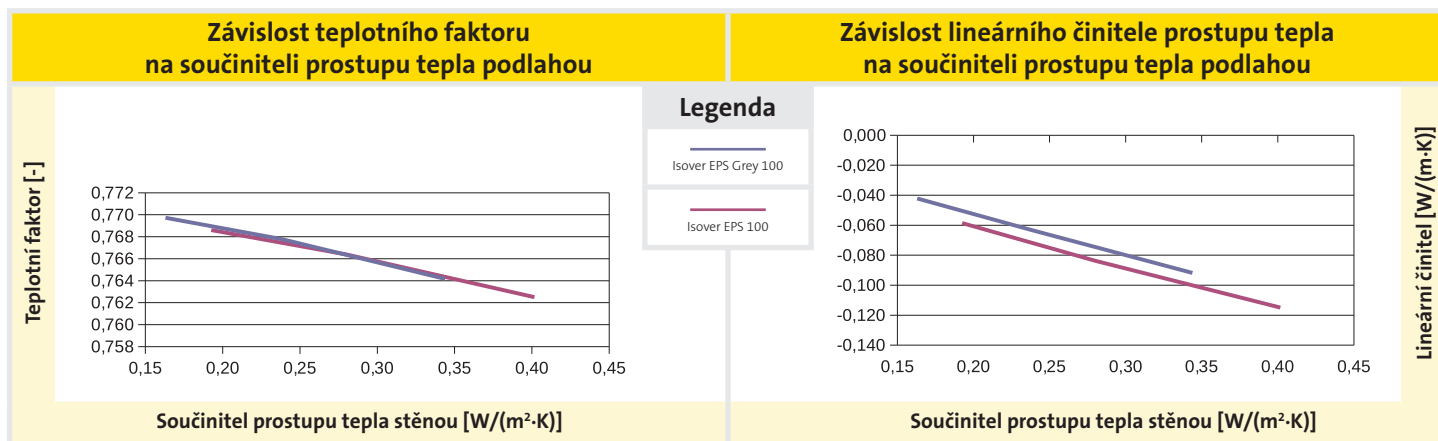 Závislost teplotního faktoru
na součiniteli prostupu tepla podlahou
Závislost lineárního činitele prostupu tepla
na součiniteli prostupu tepla podlahou
Teplotní faktor [-]
0,772
0,770
0,768
0,766
0,764
0,762
0,760
0,758
0,15 0,20 0,25 0,30 0,35 0,40 0,45
Součinitel prostupu tepla stěnou [W/(m²·K)]
Legenda
Isover EPS Grey 100
Isover EPS 100
0,000
-0,020
-0,040
-0,060
-0,080
-0,100
-0,120
-0,140
0,15 0,20 0,25 0,30 0,35 0,40 0,45
Součinitel prostupu tepla stěnou [W/(m²·K)]
Lineární činitel [W/(m·K)]